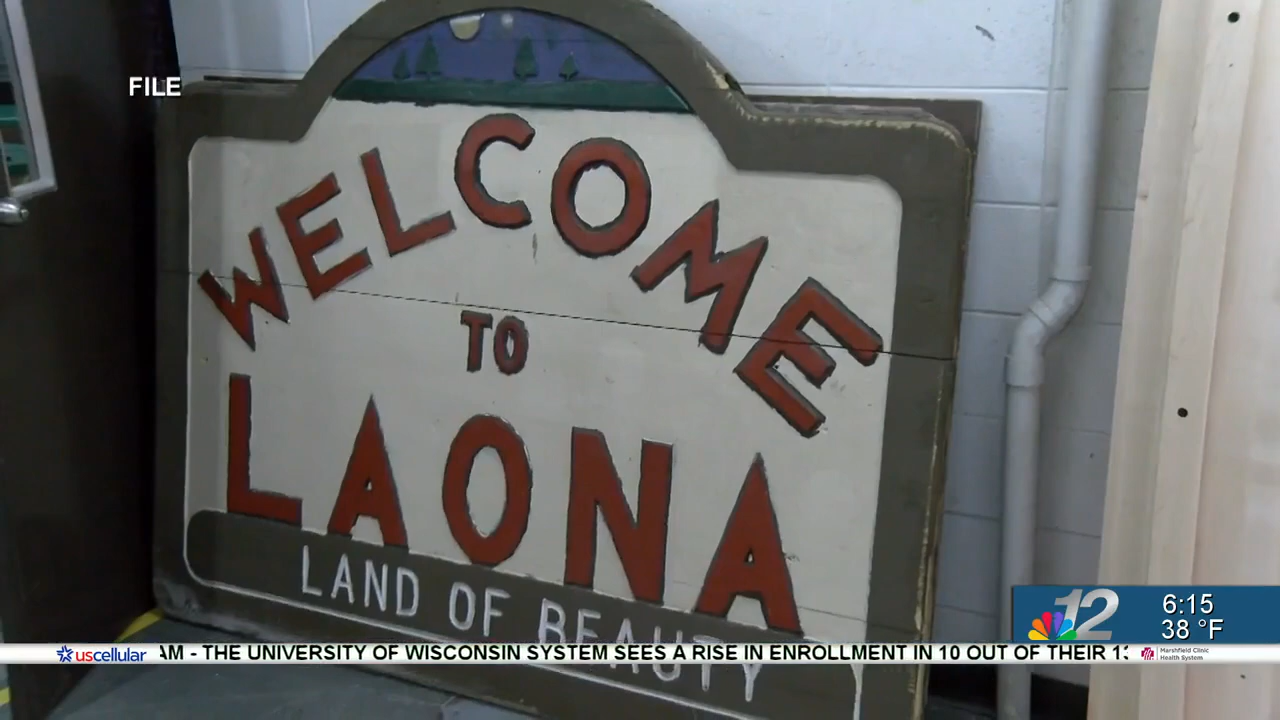 FILE
WELCOME
TO
LAONA
LAND OF BEAUTY
12
6:15
38 °F
uscellular
AM - THE UNIVERSITY OF WISCONSIN SYSTEM SEES A RISE IN ENROLLMENT IN 10 OUT OF THEIR
Marshfield Clinic
Health System